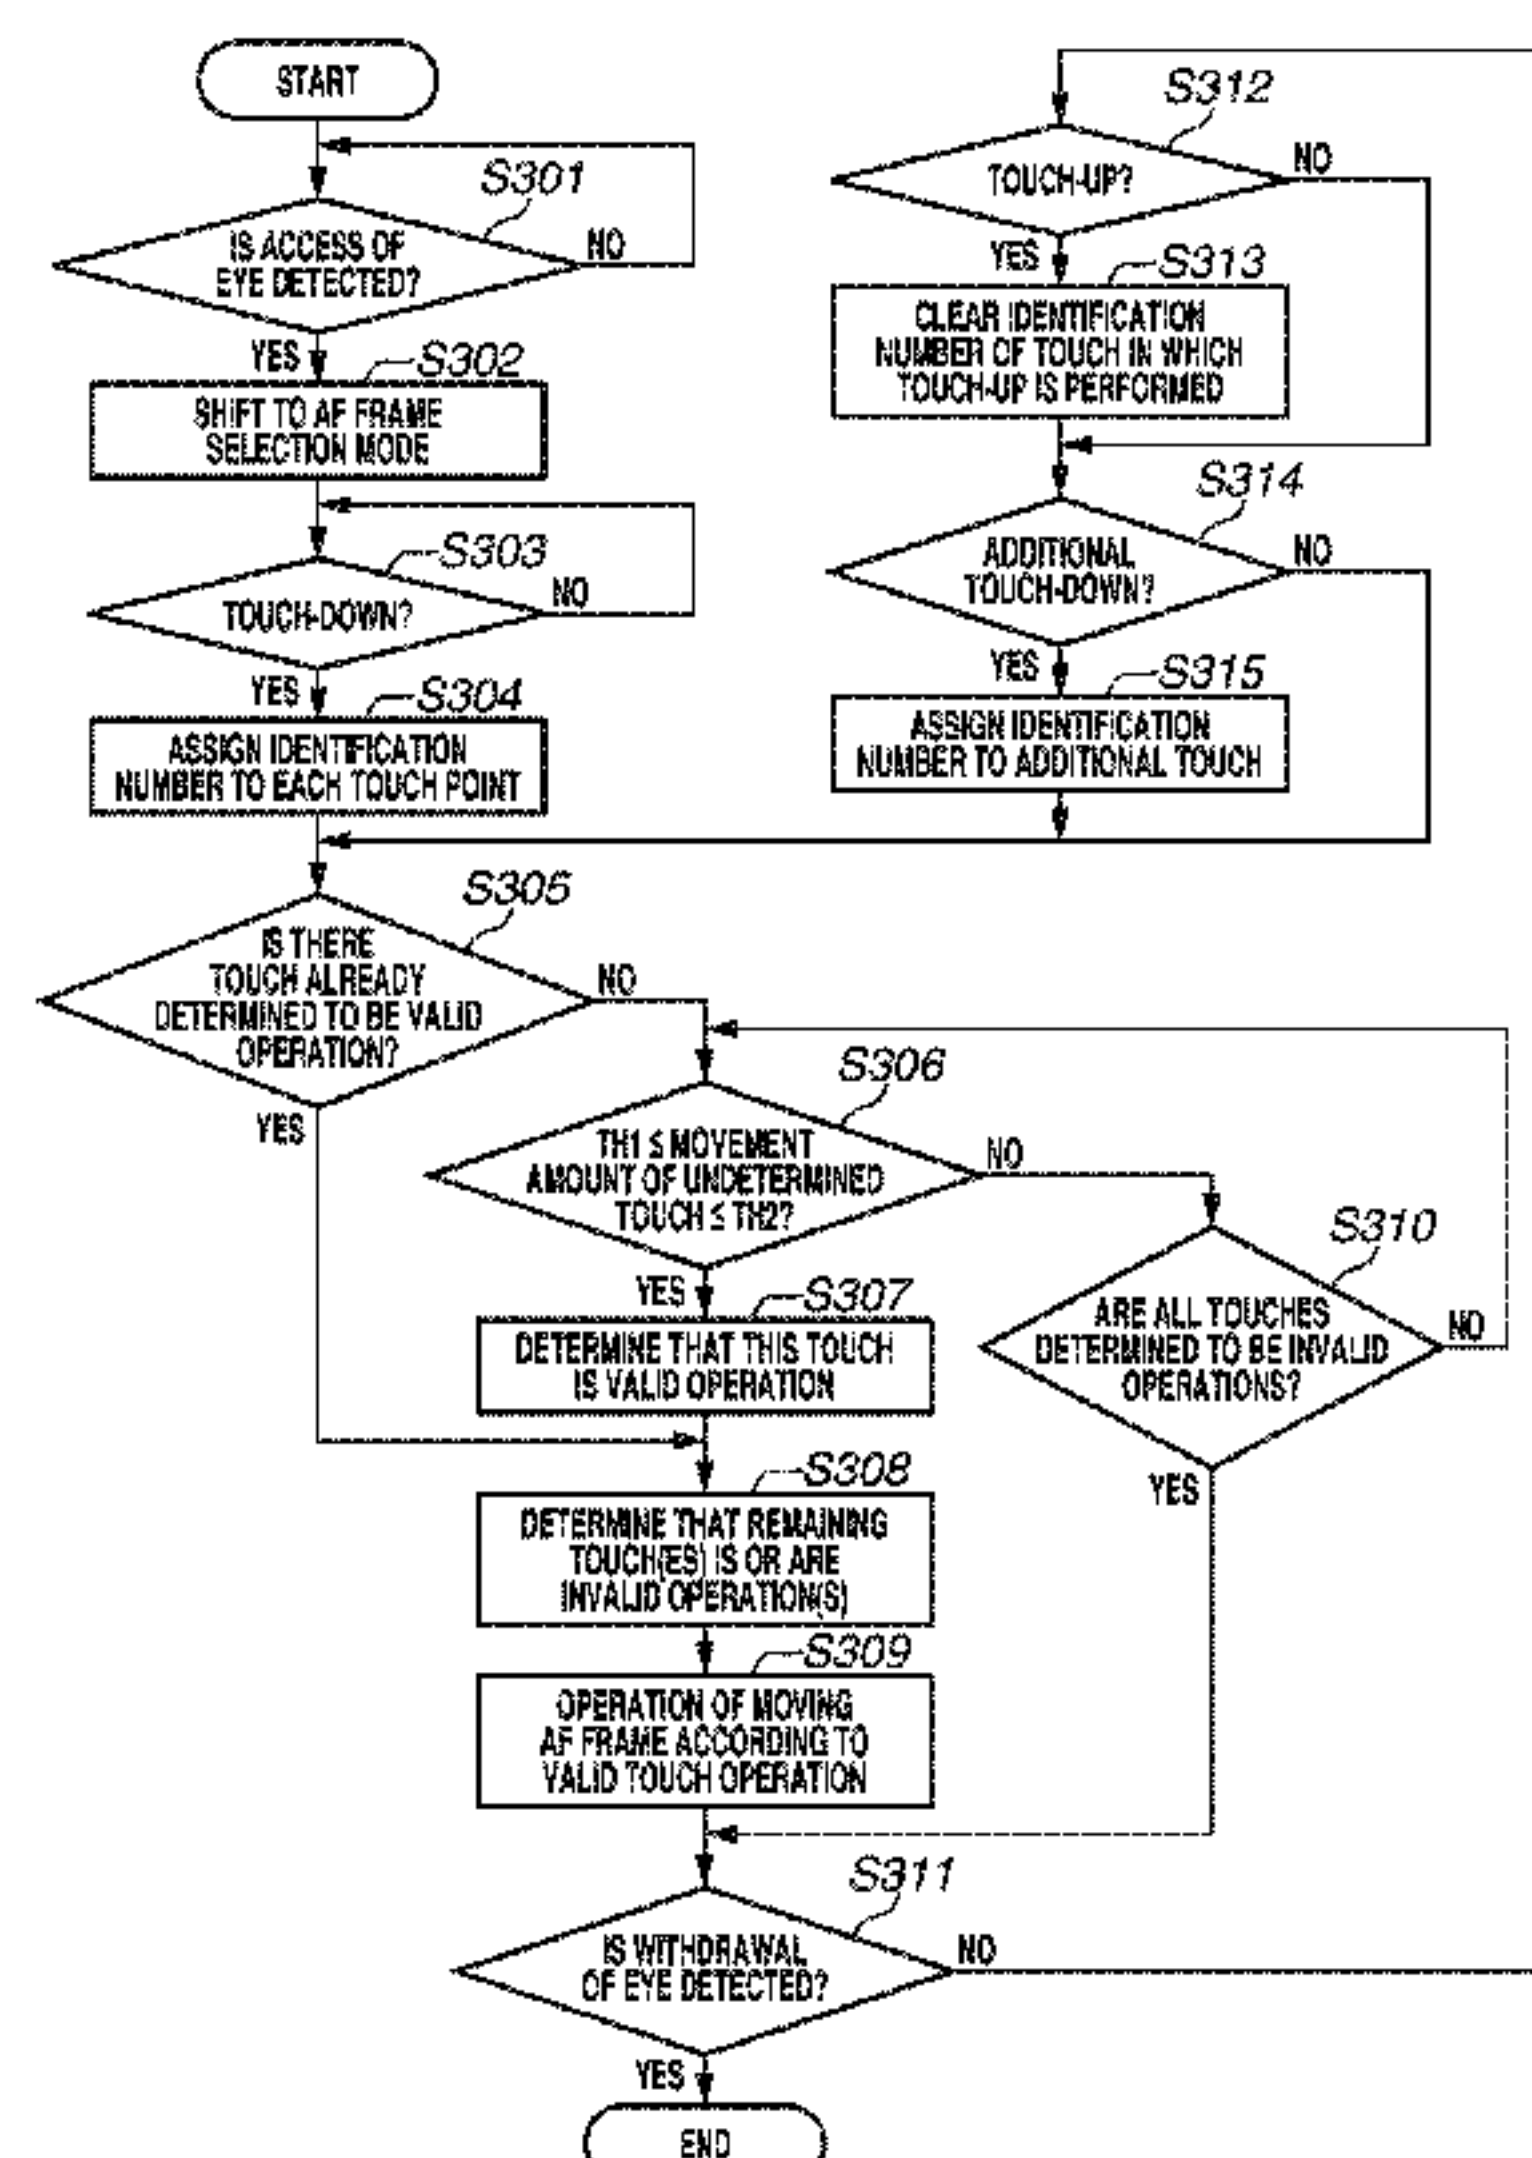 START
S301
IS ACCESS OF
EYE DETECTED?
NO
YES
S302
SHIFT TO AF FRAME
SELECTION MODE
S303
TOUCH-DOWN?
NO
YES
S304
ASSIGN IDENTIFICATION
NUMBER TO EACH TOUCH POINT
S305
IS THERE
TOUCH ALREADY
DETERMINED TO BE VALID
OPERATION?
NO
YES
S306
TH1 ≤ MOVEMENT
AMOUNT OF UNDETERMINED
TOUCH ≤ TH2?
NO
YES
S307
DETERMINE THAT THIS TOUCH
IS VALID OPERATION
S308
DETERMINE THAT REMAINING
TOUCH(ES) IS OR ARE
INVALID OPERATION(S)
S309
OPERATION OF MOVING
AF FRAME ACCORDING TO
VALID TOUCH OPERATION
S310
ARE ALL TOUCHES
DETERMINED TO BE INVALID
OPERATIONS?
NO
YES
S311
IS WITHDRAWAL
OF EYE DETECTED?
NO
YES
END
S312
TOUCH-UP?
NO
YES
S313
CLEAR IDENTIFICATION
NUMBER OF TOUCH IN WHICH
TOUCH-UP IS PERFORMED
S314
ADDITIONAL
TOUCH-DOWN?
NO
YES
S315
ASSIGN IDENTIFICATION
NUMBER TO ADDITIONAL TOUCH